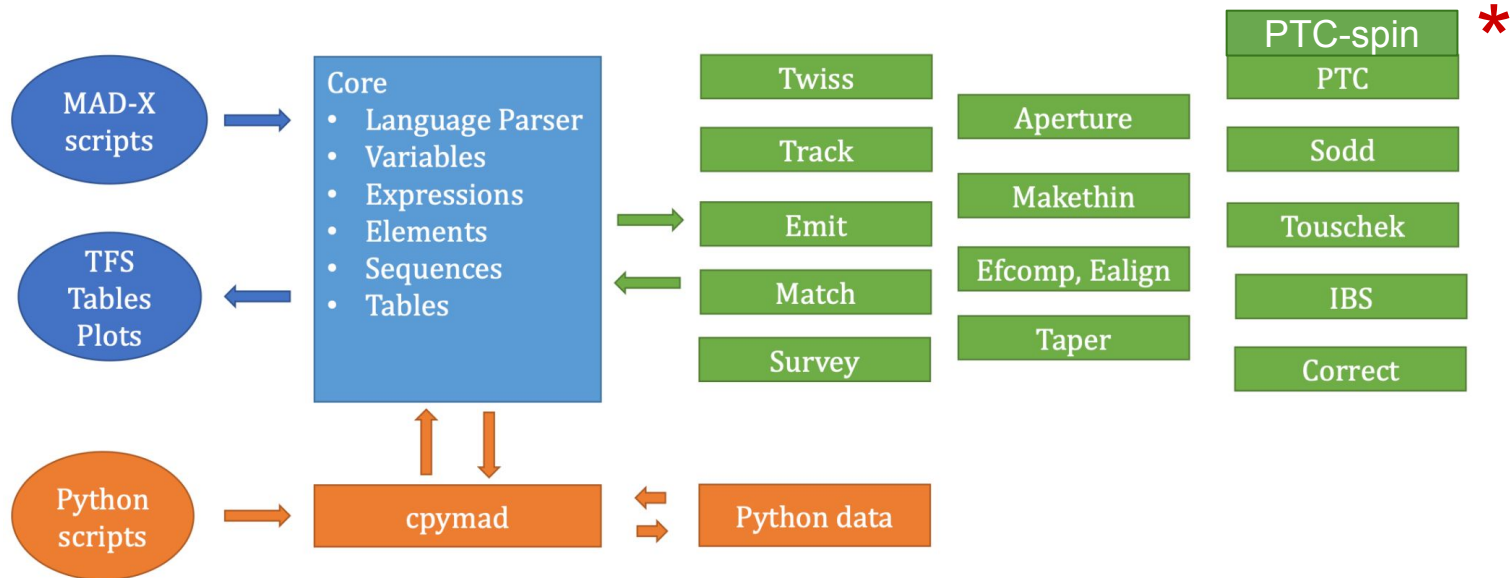 MAD-X
scripts
TFS
Tables
Plots
Python
scripts
Core
• Language Parser
• Variables
• Expressions
• Elements
• Sequences
• Tables
cpymad
Twiss
Track
Emit
Match
Survey
Python data
Aperture
Makethin
Efcomp, Ealign
Taper
PTC-spin *
PTC
Sodd
Touschek
IBS
Correct